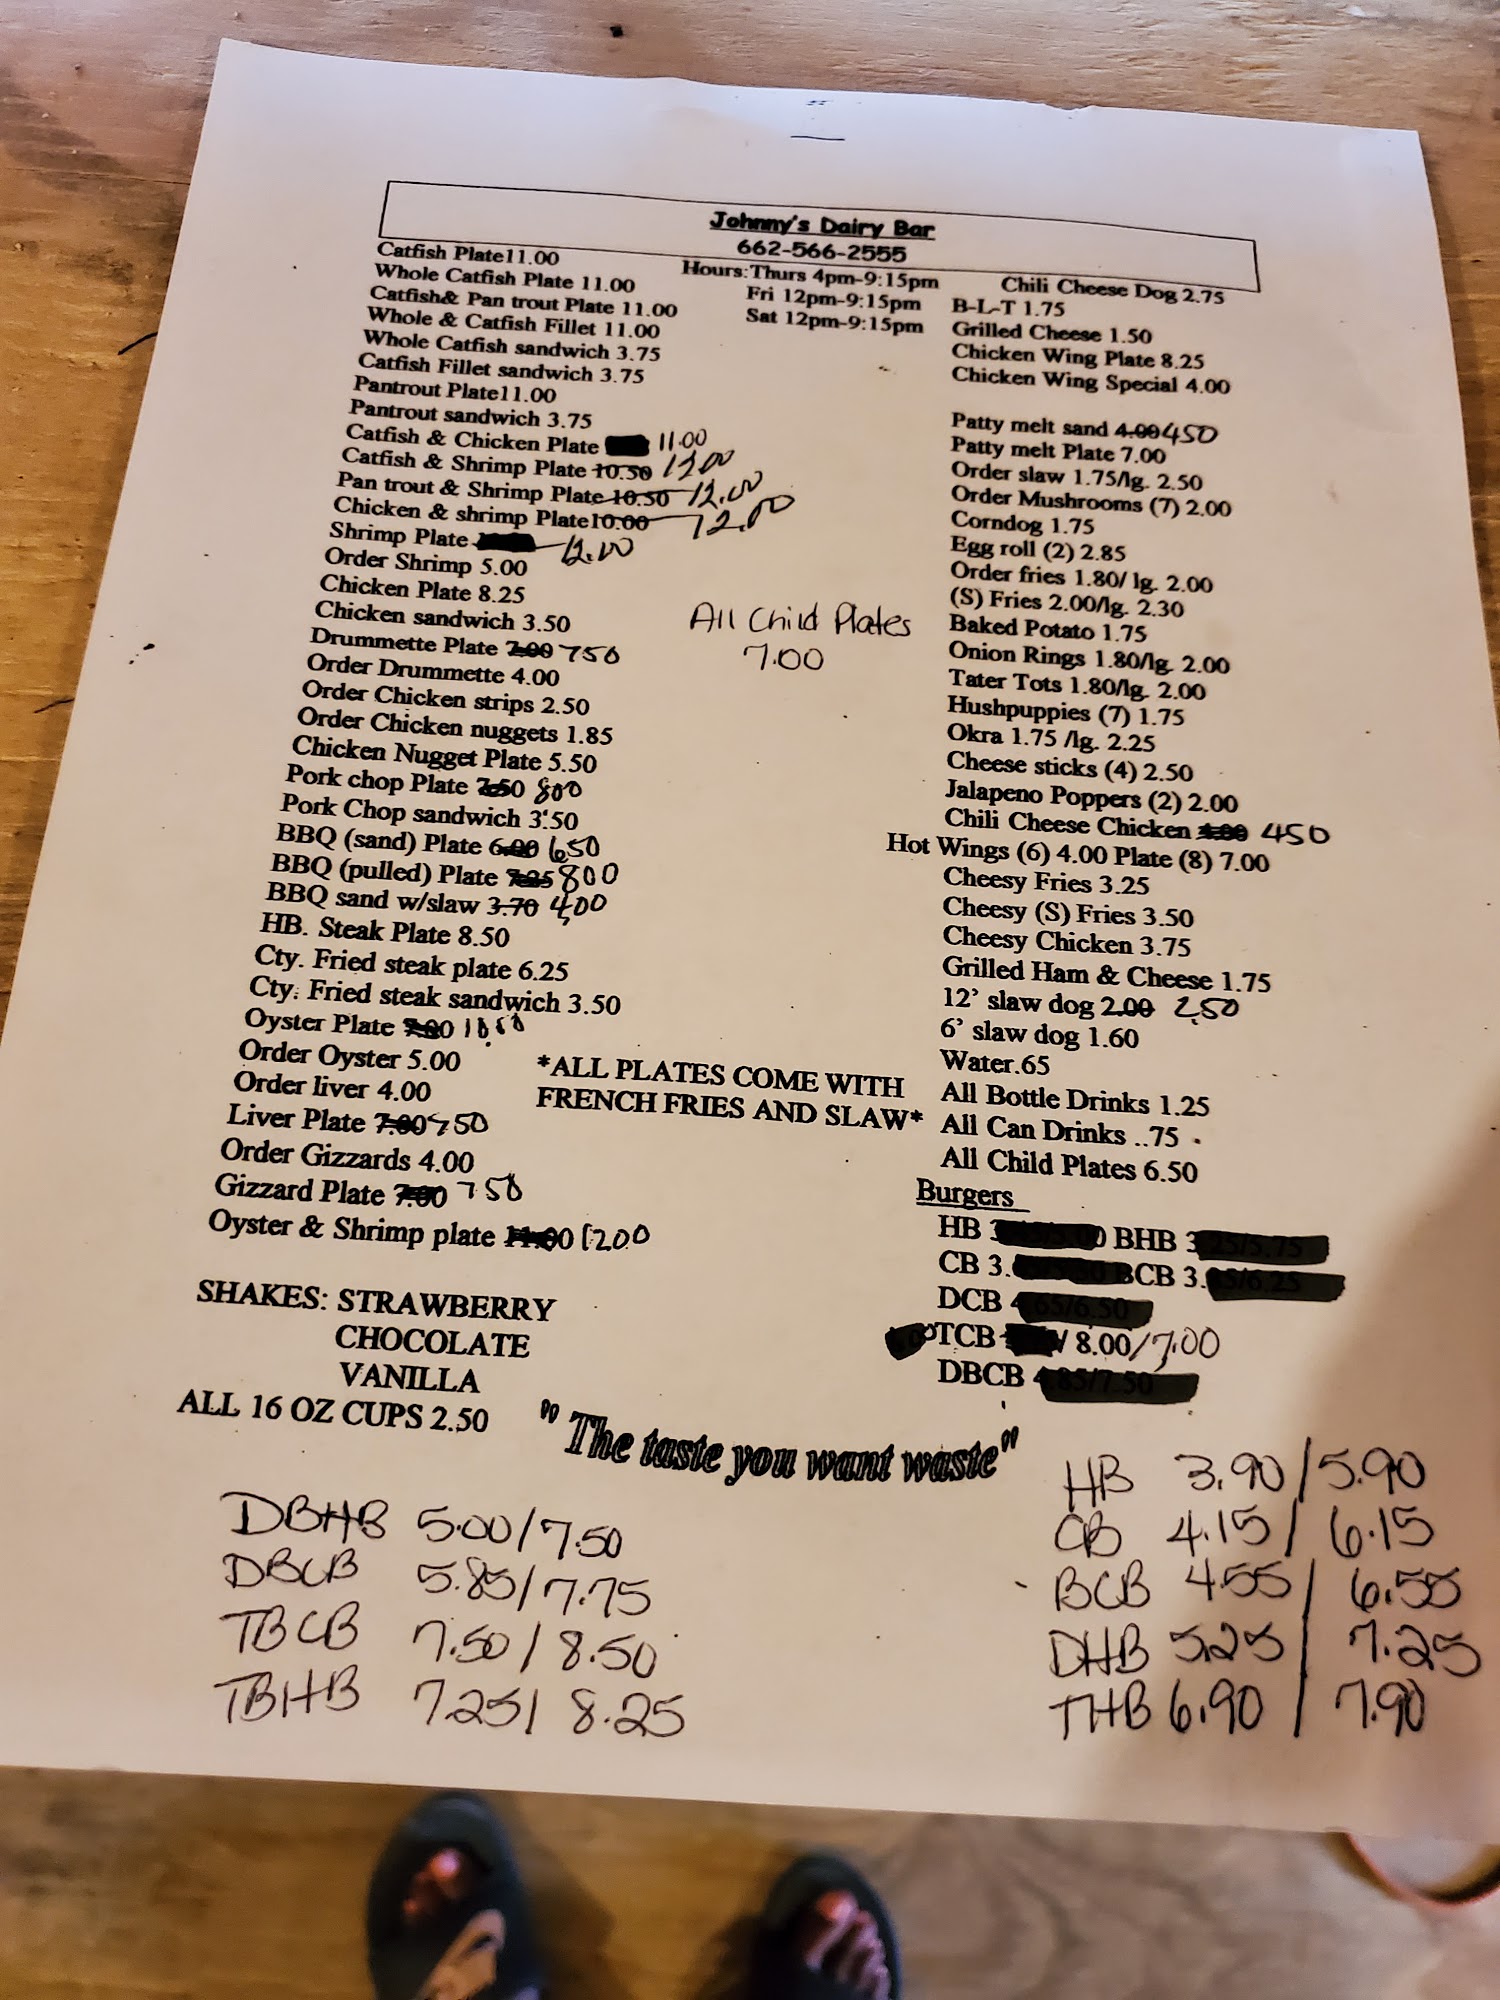 Johnny's Dairy Bar
662-566-2555
Hours:Thurs 4pm-9:15pm
Fri 12pm-9:15pm
Sat 12pm-9:15pm
Catfish Plate11.00
Whole Catfish Plate 11.00
Catfish& Pan trout Plate 11.00
Whole & Catfish Fillet 11.00
Whole Catfish sandwich 3.75
Catfish Fillet sandwich 3.75
Pantrout Plate11.00
Pantrout sandwich 3.75
Catfish & Chicken Plate 11.00
Catfish & Shrimp Plate 10.50 12.00
Pan trout & Shrimp Plate 10.50 12.00
Chicken & shrimp Plate10.00 12.00
Shrimp Plate 12.00
Order Shrimp 5.00
Chicken Plate 8.25
Chicken sandwich 3.50
Drummette Plate 7.00 750
Order Drummette 4.00
Order Chicken strips 2.50
Order Chicken nuggets 1.85
Chicken Nugget Plate 5.50
Pork chop Plate 7.50 800
Pork Chop sandwich 3.50
BBQ (sand) Plate 6.00 650
BBQ (pulled) Plate 7.25 800
BBQ sand w/slaw 3.70 4,00
HB. Steak Plate 8.50
Cty. Fried steak plate 6.25
Cty. Fried steak sandwich 3.50
Oyster Plate
Order Oyster 5.00
Order liver 4.00
Liver Plate 7.00 750
Order Gizzards 4.00
Gizzard Plate 7.00 750
Oyster & Shrimp plate 11.00 1200
All Child Plates
7.00
*ALL PLATES COME WITH
FRENCH FRIES AND SLAW*
Chili Cheese Dog 2.75
B-L-T 1.75
Grilled Cheese 1.50
Chicken Wing Plate 8.25
Chicken Wing Special 4.00
Patty melt sand 4.00 450
Patty melt Plate 7.00
Order slaw 1.75/lg. 2.50
Order Mushrooms (7) 2.00
Corndog 1.75
Egg roll (2) 2.85
Order fries 1.80/ lg. 2.00
(S) Fries 2.00/lg. 2.30
Baked Potato 1.75
Onion Rings 1.80/lg. 2.00
Tater Tots 1.80/lg. 2.00
Hushpuppies (7) 1.75
Okra 1.75 /lg. 2.25
Cheese sticks (4) 2.50
Jalapeno Poppers (2) 2.00
Chili Cheese Chicken 4.00 450
Hot Wings (6) 4.00 Plate (8) 7.00
Cheesy Fries 3.25
Cheesy (S) Fries 3.50
Cheesy Chicken 3.75
Grilled Ham & Cheese 1.75
12' slaw dog 2.00 2.50
6' slaw dog 1.60
Water.65
All Bottle Drinks 1.25
All Can Drinks ..75
All Child Plates 6.50
Burgers
HB BHB 3.25/5.75
CB 3. BCB 3.
DCB 4.65/6.50
TCB / 8.00/7.00
DBCB 4.85/7.50
SHAKES: STRAWBERRY
CHOCOLATE
VANILLA
ALL 16 OZ CUPS 2.50
"The taste you want waste"
DBHB 5.00/7.50
DBCB 5.85/7.75
TBCB 7.50/8.50
TBHB 7.25/8.25
HB 3.90/5.90
CB 4.15/6.15
BCB 4.55/6.55
DHB 5.25/7.25
THB 6.90/7.90